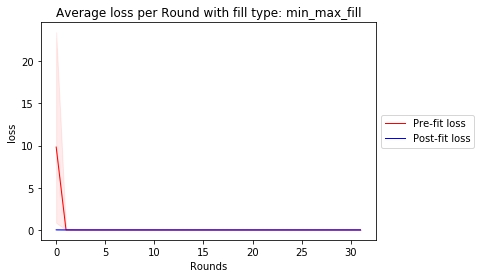 Average loss per Round with fill type: min_max_fill
loss
20
15
10
5
0
0 5 10 15 20 25 30
Rounds
Pre-fit loss
Post-fit loss